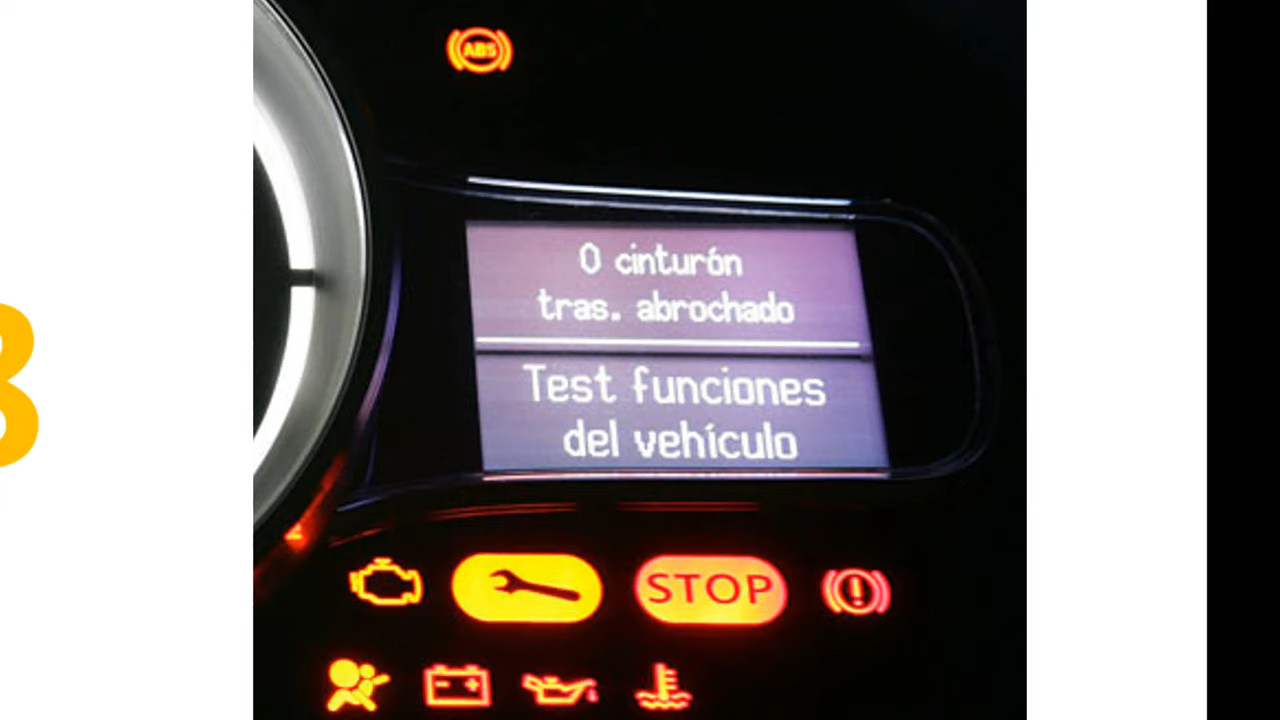 ABS
0 cinturón
tras. abrochado
Test funciones
del vehículo
STOP